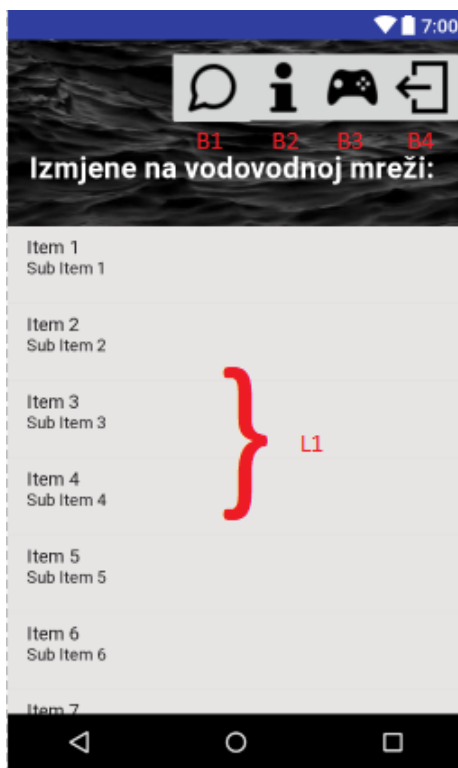 7:00
B1 B2 B3 B4
Izmjene na vodovodnoj mreži:
Item 1
Sub Item 1
Item 2
Sub Item 2
Item 3
Sub Item 3
L1
Item 4
Sub Item 4
Item 5
Sub Item 5
Item 6
Sub Item 6
Item 7